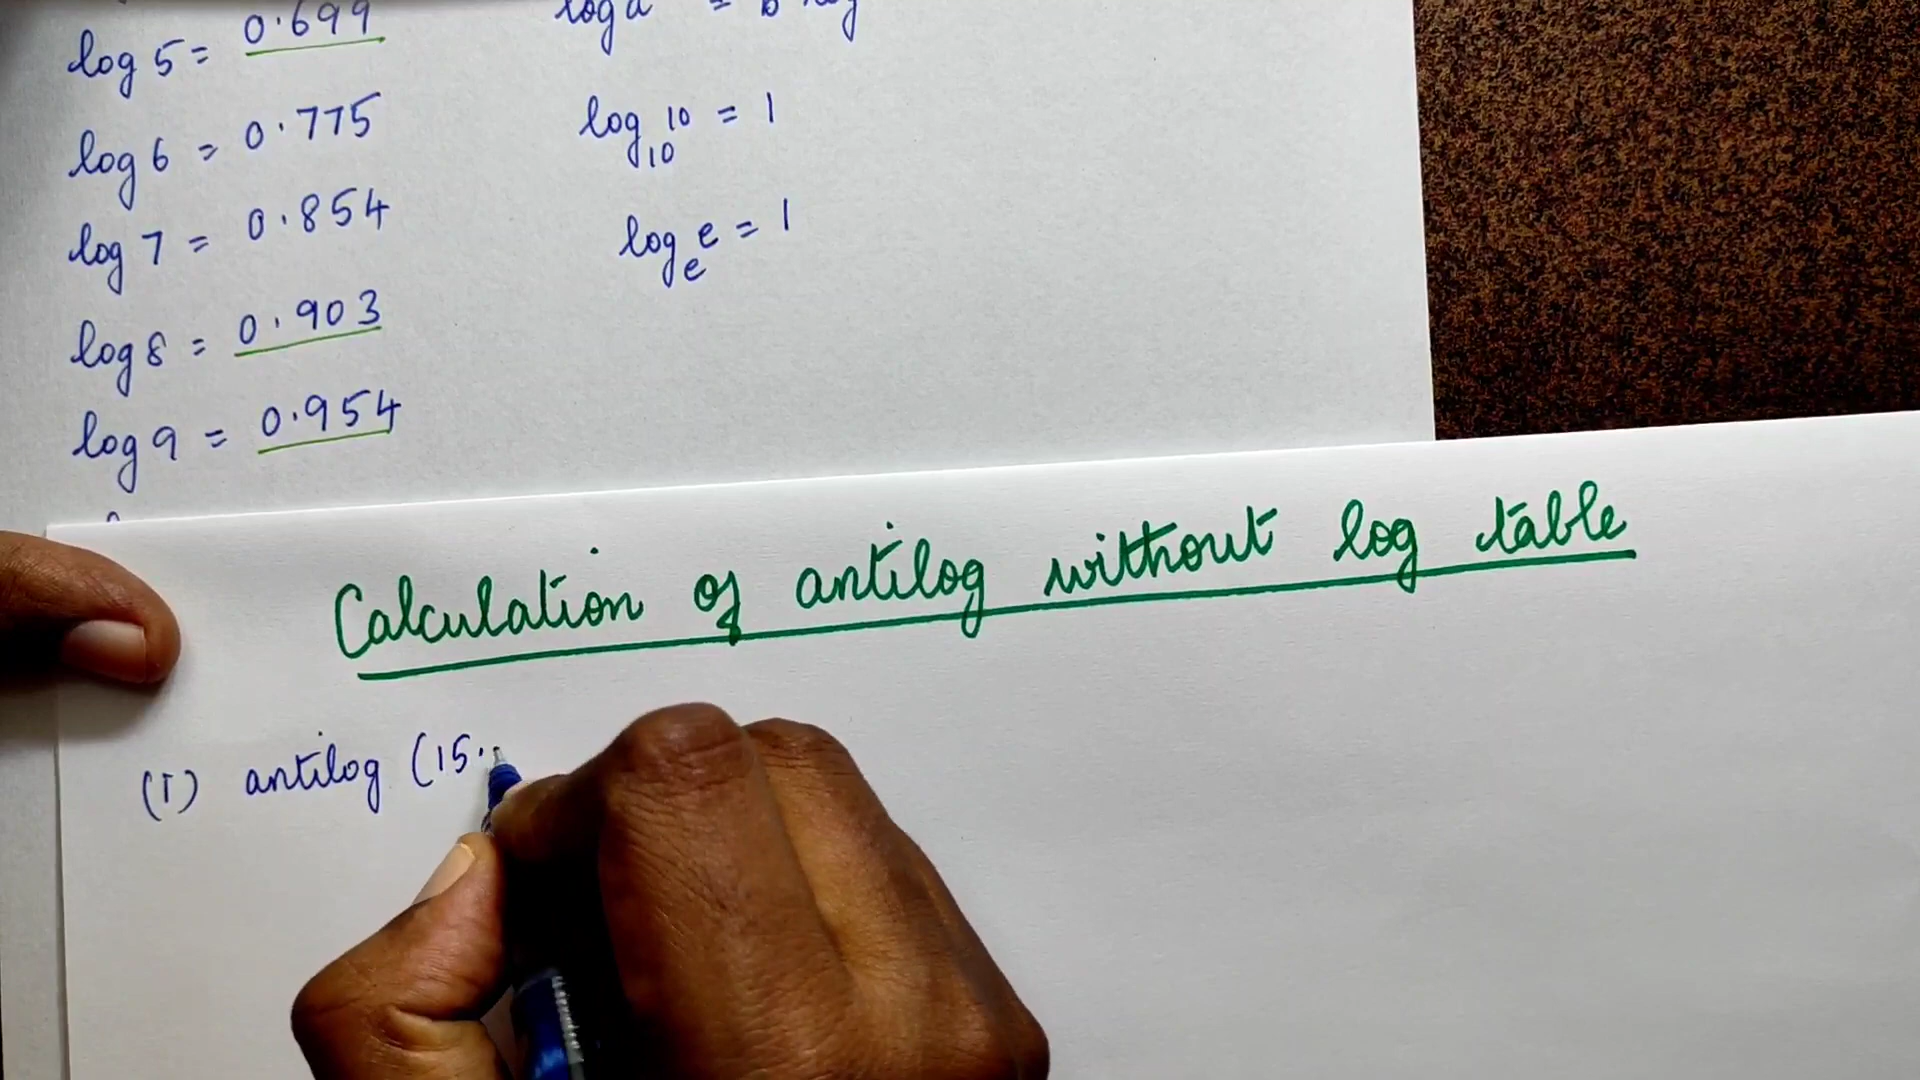 log 5 = 0.699
log 6 = 0.775
log 7 = 0.854
log 8 = 0.903
log 9 = 0.954
log₁₀ 10 = 1
logₑ e = 1
Calculation of antilog without log table
(I) antilog (15.